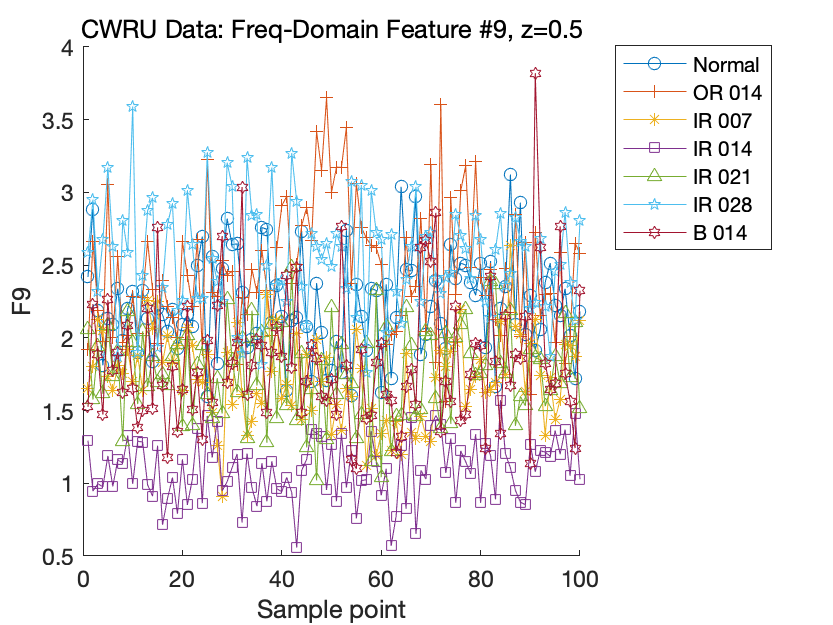 CWRU Data: Freq-Domain Feature #9, z=0.5
4
3.5
3
2.5
2
1.5
1
0.5
F9
0 20 40 60 80 100
Sample point
Normal
OR 014
IR 007
IR 014
IR 021
IR 028
B 014